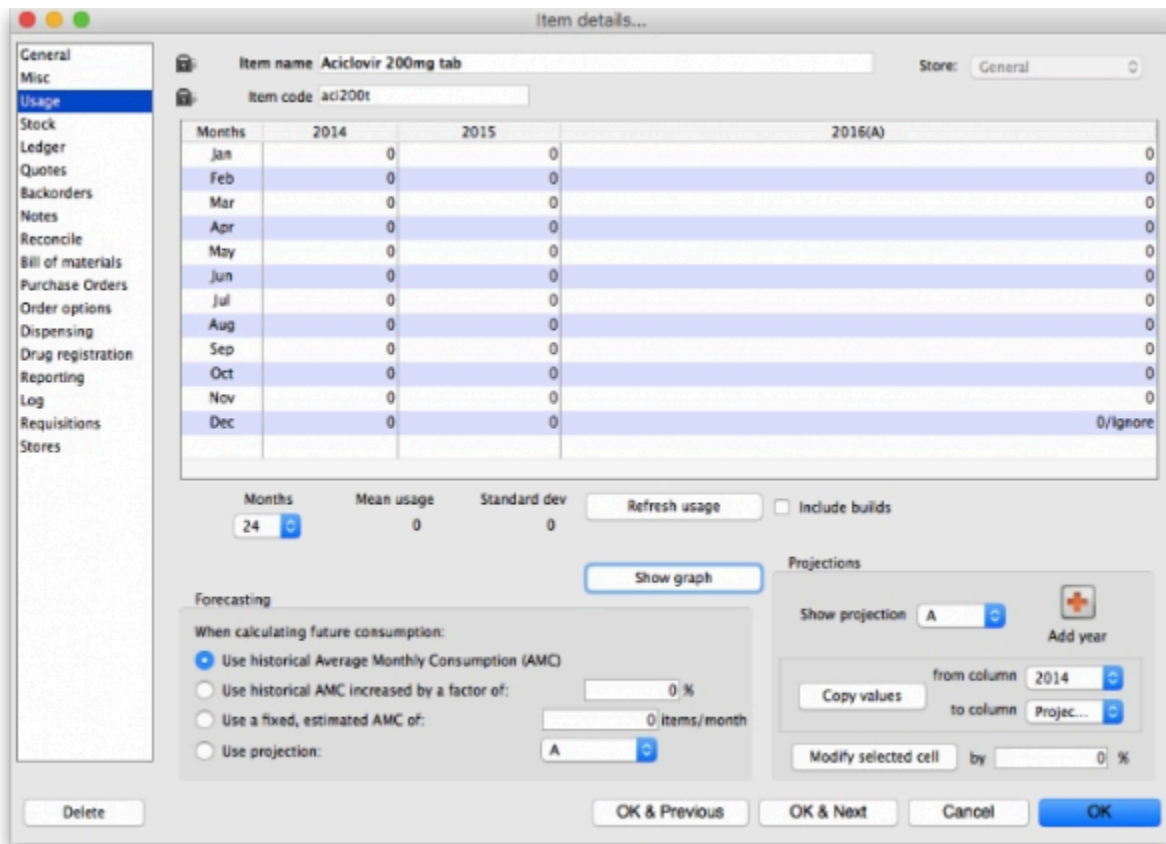 Item details...
General
Misc
Usage
Stock
Ledger
Quotes
Backorders
Notes
Reconcile
Bill of materials
Purchase Orders
Order options
Dispensing
Drug registration
Reporting
Log
Requisitions
Stores
Item name Aciclovir 200mg tab Store: General
Item code aci200t
Months 2014 2015 2016(A)
Jan 0 0 0
Feb 0 0 0
Mar 0 0 0
Apr 0 0 0
May 0 0 0
Jun 0 0 0
Jul 0 0 0
Aug 0 0 0
Sep 0 0 0
Oct 0 0 0
Nov 0 0 0
Dec 0 0 0/Ignore
Months Mean usage Standard dev Refresh usage Include builds
24 0 0
Show graph
Forecasting
When calculating future consumption:
Use historical Average Monthly Consumption (AMC)
Use historical AMC increased by a factor of: 0 %
Use a fixed, estimated AMC of: 0 items/month
Use projection: A
Projections
Show projection A
Add year
Copy values
from column 2014
to column Projec...
Modify selected cell by 0 %
Delete OK & Previous OK & Next Cancel OK